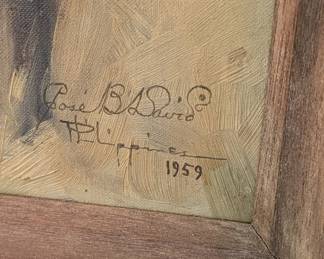 José B. David
Philippines
1959